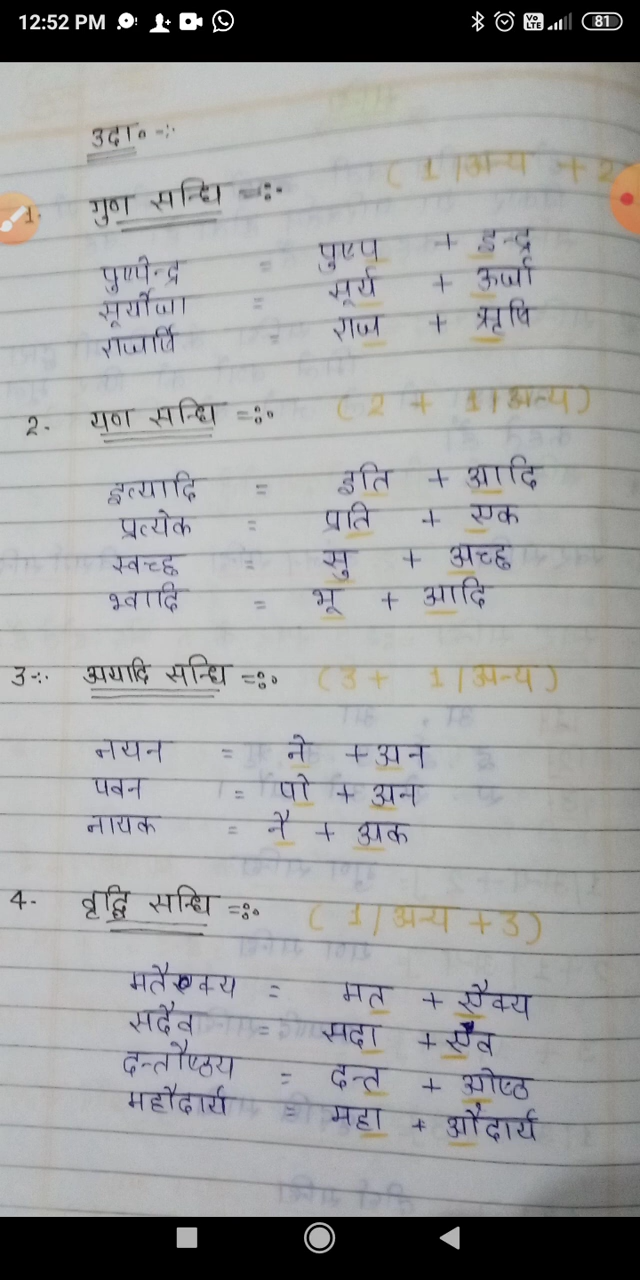 12:52 PM
Vo LTE 81
उदा० -:
(1/अन्य + 2
1. गुण सन्धि -:
पुष्पेन्द्र = पुष्प + इन्द्र
सूर्योजा = सूर्य + ऊर्जा
राजर्षि = राज + ऋषि
2. यण सन्धि =: (2 + 1/अन्य)
इत्यादि = इति + आदि
प्रत्येक = प्रति + एक
स्वच्छ = सु + अच्छ
भ्वादि = भू + आदि
3-: अयादि सन्धि =: (3 + 1/अन्य)
नयन = ने + अन
पवन = पो + अन
नायक = नै + अक
4- वृद्धि सन्धि =: (1/अन्य + 3)
मतैक्य = मत + ऐक्य
सदैव = सदा + एव
दन्तौष्ठय = दन्त + ओष्ठ
महौदार्य = महा + औदार्य